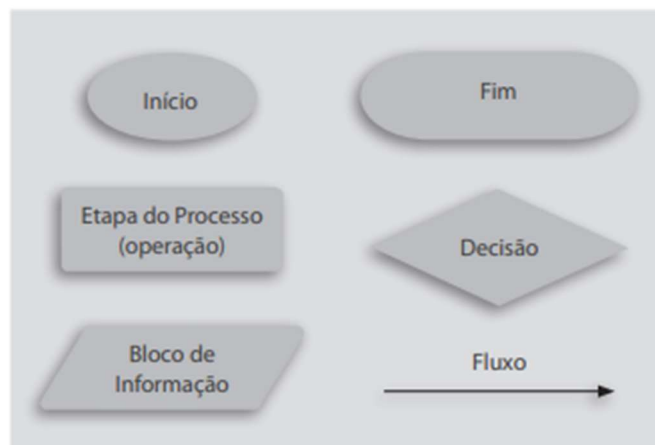 Início
Fim
Etapa do Processo
(operação)
Decisão
Bloco de
Informação
Fluxo